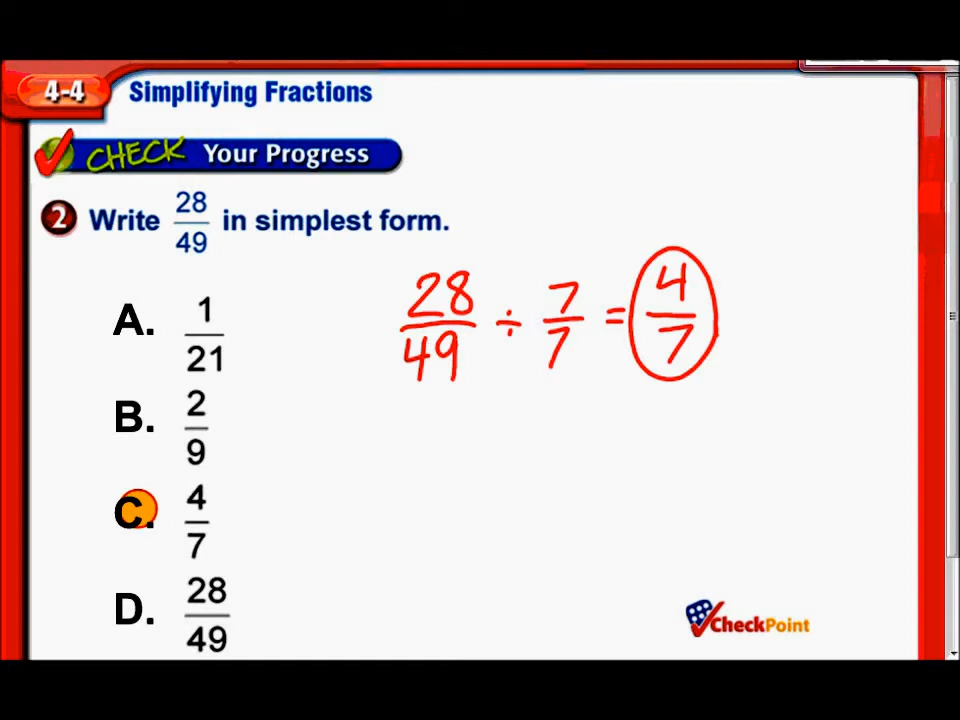 4-4 Simplifying Fractions
CHECK Your Progress
2 Write 28/49 in simplest form.
28/49 ÷ 7/7 = 4/7
A. 1/21
B. 2/9
C. 4/7
D. 28/49
CheckPoint